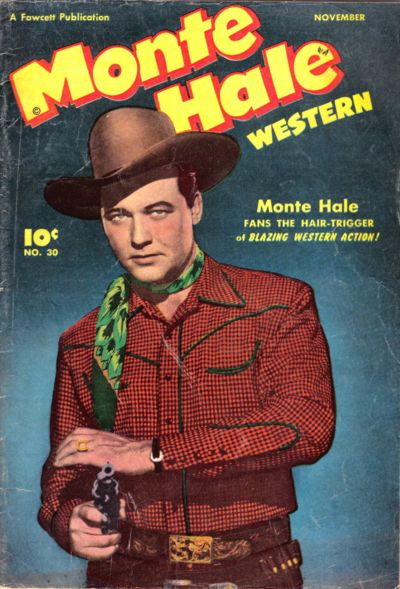 A Fawcett Publication
NOVEMBER
Monte
Hale
©
WESTERN
Monte Hale
FANS THE HAIR-TRIGGER
of BLAZING WESTERN ACTION!
10¢
NO. 30